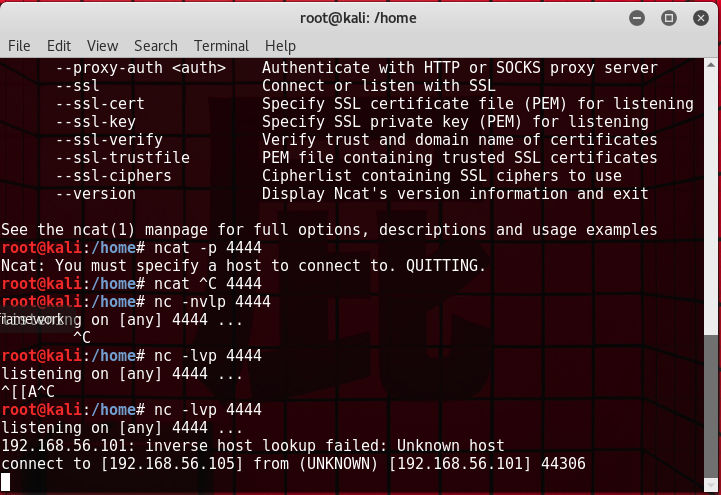 root@kali: /home
File Edit View Search Terminal Help
--proxy-auth <auth> Authenticate with HTTP or SOCKS proxy server
--ssl Connect or listen with SSL
--ssl-cert Specify SSL certificate file (PEM) for listening
--ssl-key Specify SSL private key (PEM) for listening
--ssl-verify Verify trust and domain name of certificates
--ssl-trustfile PEM file containing trusted SSL certificates
--ssl-ciphers Cipherlist containing SSL ciphers to use
--version Display Ncat's version information and exit
See the ncat(1) manpage for full options, descriptions and usage examples
root@kali:/home# ncat -p 4444
Ncat: You must specify a host to connect to. QUITTING.
root@kali:/home# ncat ^C 4444
root@kali:/home# nc -nvlp 4444
listening on [any] 4444 ...
^C
root@kali:/home# nc -lvp 4444
listening on [any] 4444 ...
^[[A^C
root@kali:/home# nc -lvp 4444
listening on [any] 4444 ...
192.168.56.101: inverse host lookup failed: Unknown host
connect to [192.168.56.105] from (UNKNOWN) [192.168.56.101] 44306